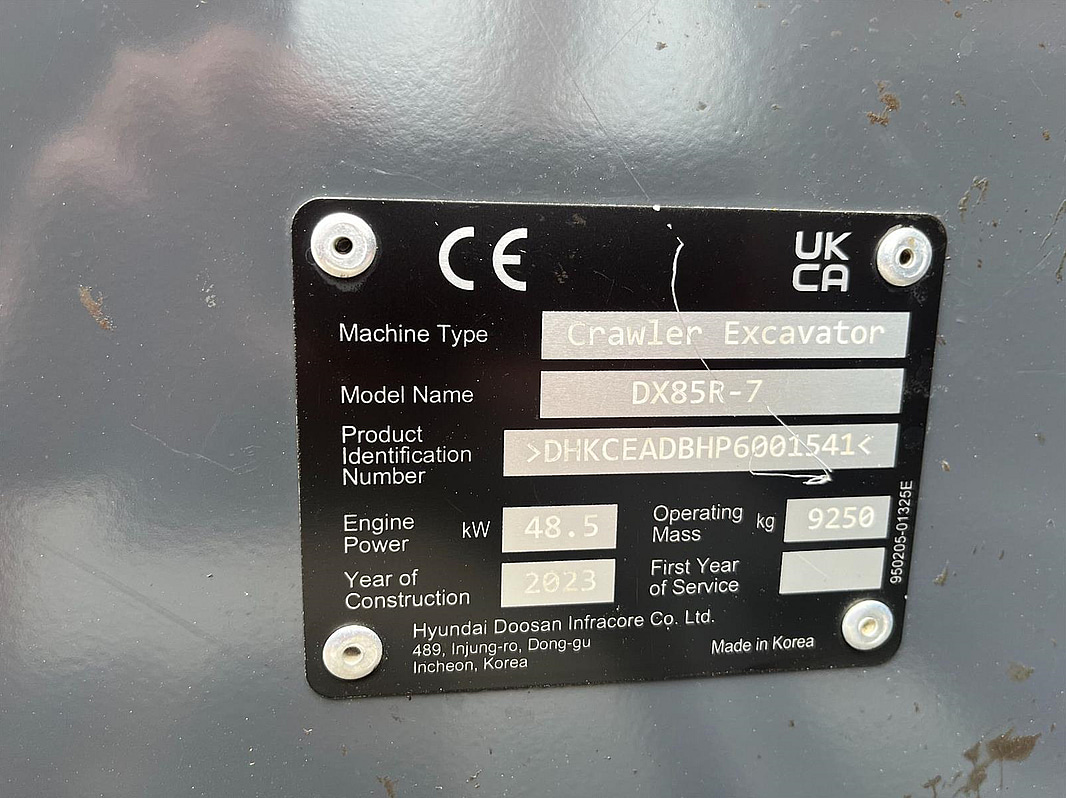 CE
UK
CA
Machine Type Crawler Excavator
Model Name DX85R-7
Product
Identification
Number
>DHKCEADBHP6001541<
Engine
Power
kW 48.5
Operating
Mass
kg 9250
Year of
Construction
2023
First Year
of Service
Hyundai Doosan Infracore Co. Ltd.
489, Injung-ro, Dong-gu
Incheon, Korea
Made in Korea
950205-01325E